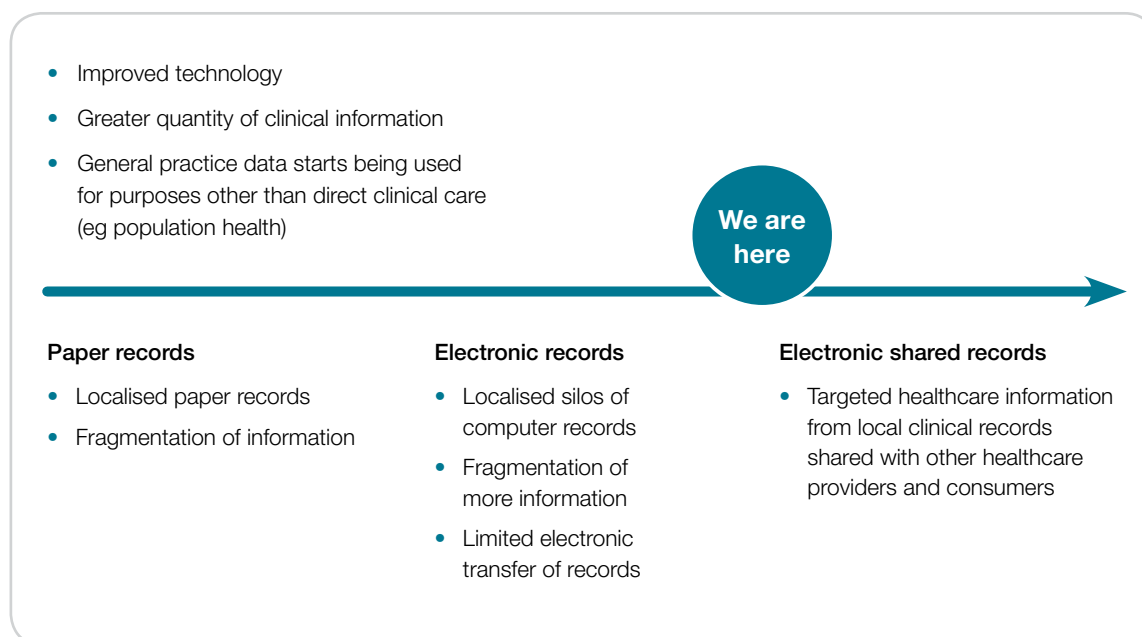 • Improved technology
• Greater quantity of clinical information
• General practice data starts being used
for purposes other than direct clinical care
(eg population health)
We are
here
Paper records
• Localised paper records
• Fragmentation of information
Electronic records
• Localised silos of
computer records
• Fragmentation of
more information
• Limited electronic
transfer of records
Electronic shared records
• Targeted healthcare information
from local clinical records
shared with other healthcare
providers and consumers